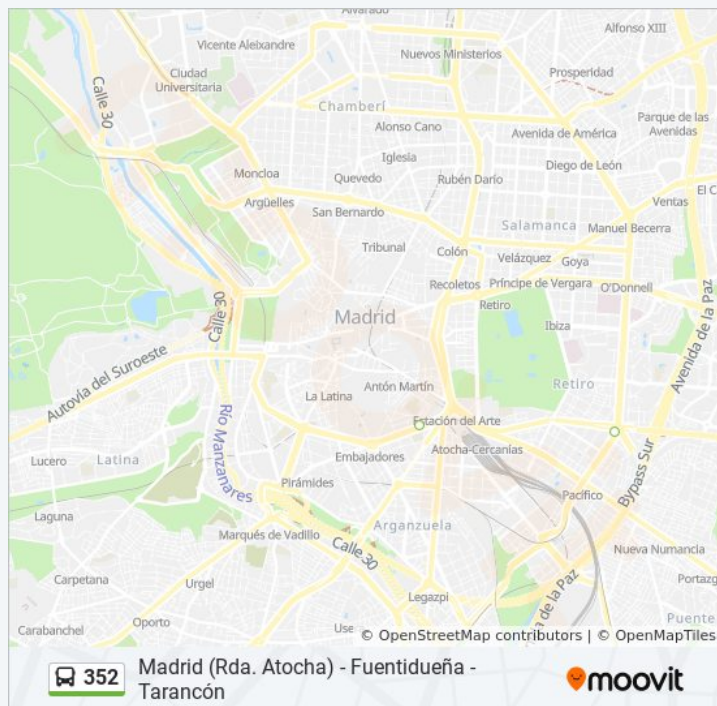 Alvarado
Alfonso XIII
Vicente Aleixandre
Nuevos Ministerios
Ciudad
Universitaria
Prosperidad
Calle 30
Chamberí
Parque de las
Avenidas
Alonso Cano
Avenida de América
Iglesia
Diego de León
Moncloa
Quevedo
Rubén Darío
El C
Argüelles
San Bernardo
Ventas
Salamanca
Manuel Becerra
Tribunal
Colón
Velázquez
Goya
Recoletos
Príncipe de Vergara
O'Donnell
Calle 30
Madrid
Retiro
Ibiza
Avenida de la Paz
Autovía del Suroeste
Antón Martín
Retiro
La Latina
Estación del Arte
Río Manzanares
Lucero
Latina
Embajadores
Atocha-Cercanías
Bypass Sur
Pirámides
Pacífico
Laguna
Arganzuela
Marqués de Vadillo
Calle 30
Nueva Numancia
Carpetana
Urgel
Legazpi
a de la Paz
Portazg
Oporto
Puente
Carabanchel
Use
© OpenStreetMap contributors | © OpenMapTiles
352
Madrid (Rda. Atocha) - Fuentidueña -
Tarancón
moovit